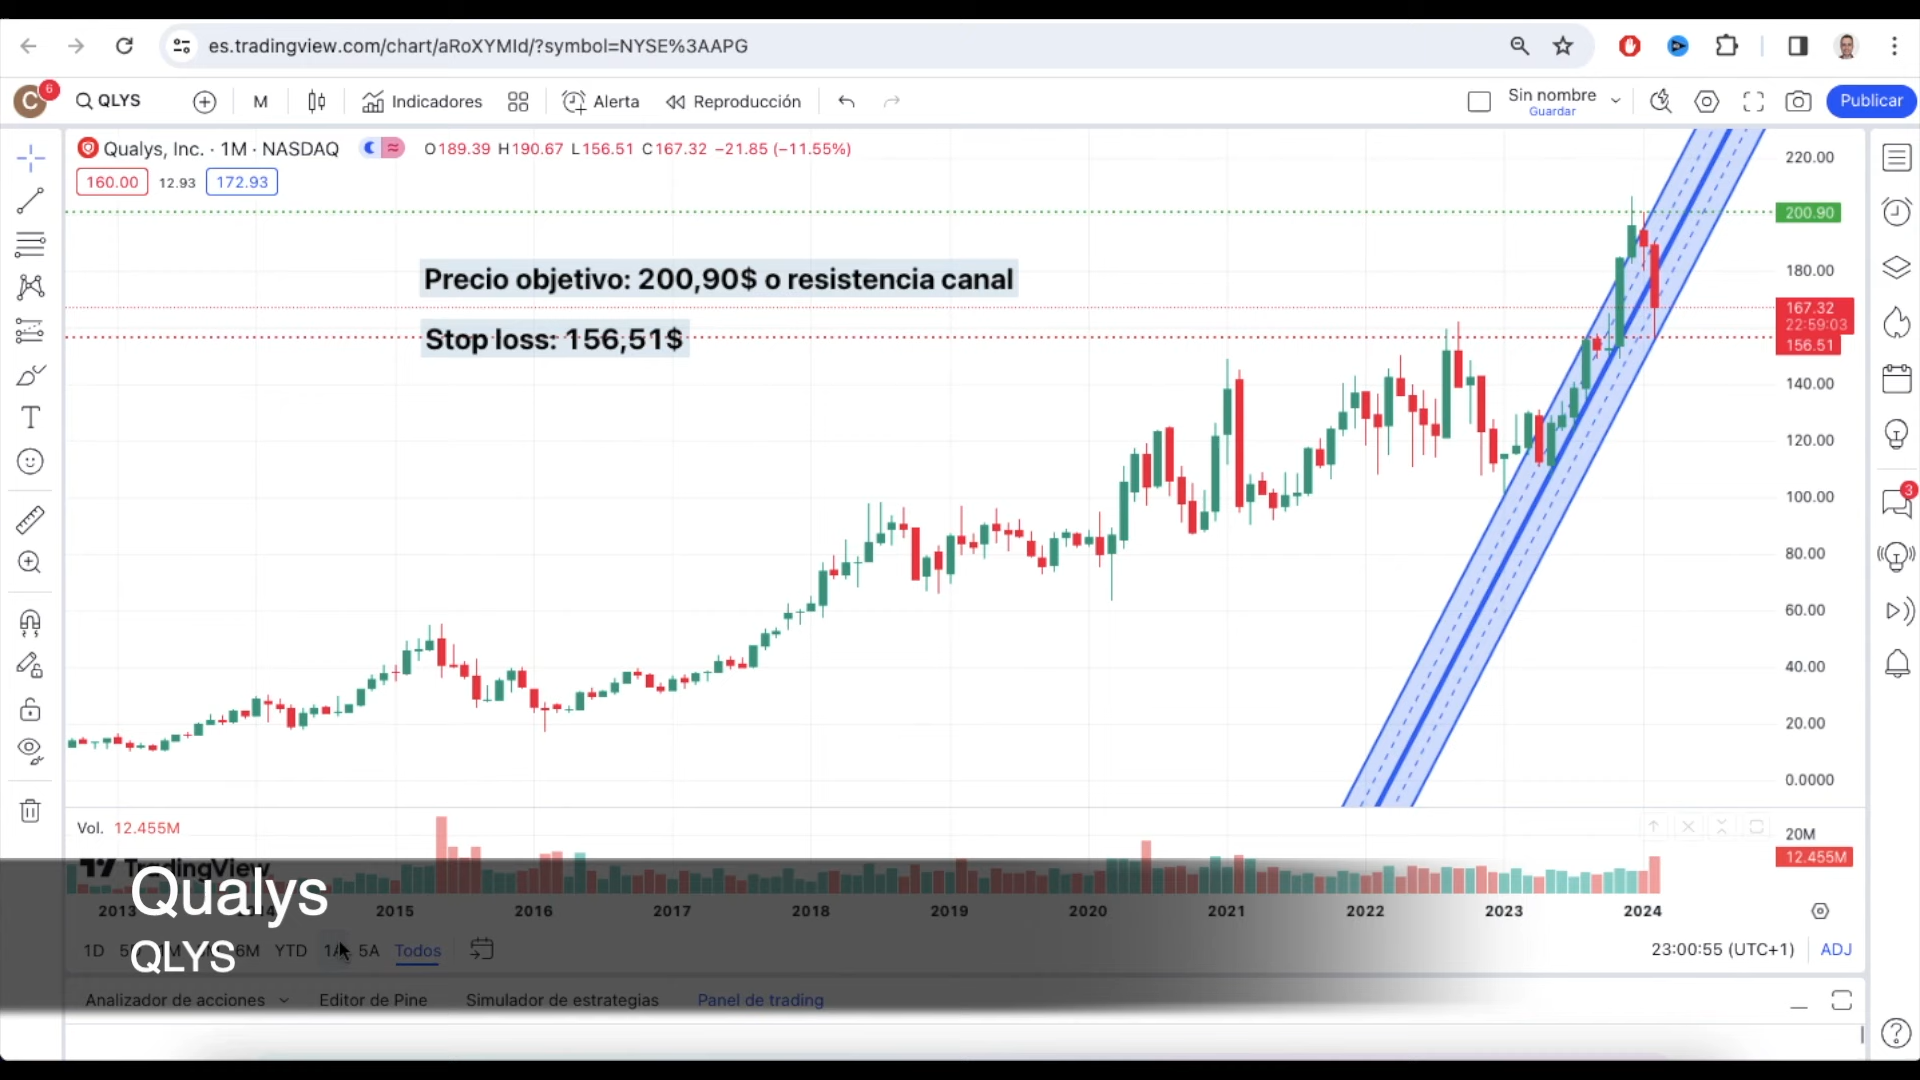 es.tradingview.com/chart/aRoXYMId/?symbol=NYSE%3AAPG
C 6 QLYS M Indicadores Alerta Reproducción Sin nombre Guardar Publicar
Qualys, Inc. · 1M · NASDAQ O189.39 H190.67 L156.51 C167.32 −21.85 (−11.55%)
160.00 12.93 172.93
220.00
200.90
Precio objetivo: 200,90$ o resistencia canal
180.00
167.32
22:59:03
Stop loss: 156,51$
156.51
140.00
120.00
100.00
3
80.00
60.00
40.00
20.00
0.0000
Vol. 12.455M
20M
12.455M
TradingView
Qualys
2013 2015 2016 2017 2018 2019 2020 2021 2022 2023 2024
QLYS
1D 6M YTD 1A 5A Todos 23:00:55 (UTC+1) ADJ
Analizador de acciones Editor de Pine Simulador de estrategias Panel de trading